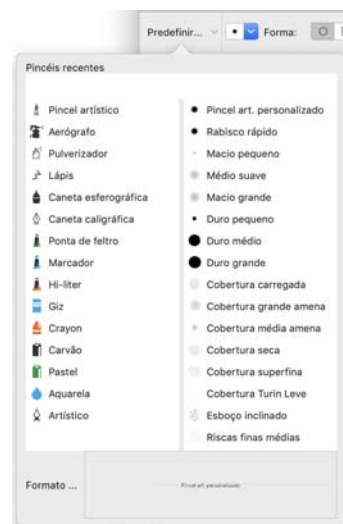 Predefinir... Forma:
Pincéis recentes
Pincel artístico
Aerógrafo
Pulverizador
Lápis
Caneta esferográfica
Caneta caligráfica
Ponta de feltro
Marcador
Hi-liter
Giz
Crayon
Carvão
Pastel
Aquarela
Artístico
Pincel art. personalizado
Rabisco rápido
Macio pequeno
Médio suave
Macio grande
Duro pequeno
Duro médio
Duro grande
Cobertura carregada
Cobertura grande amena
Cobertura média amena
Cobertura seca
Cobertura superfina
Cobertura Turin Leve
Esboço inclinado
Riscas finas médias
Formato ...
Pincel art. personalizado